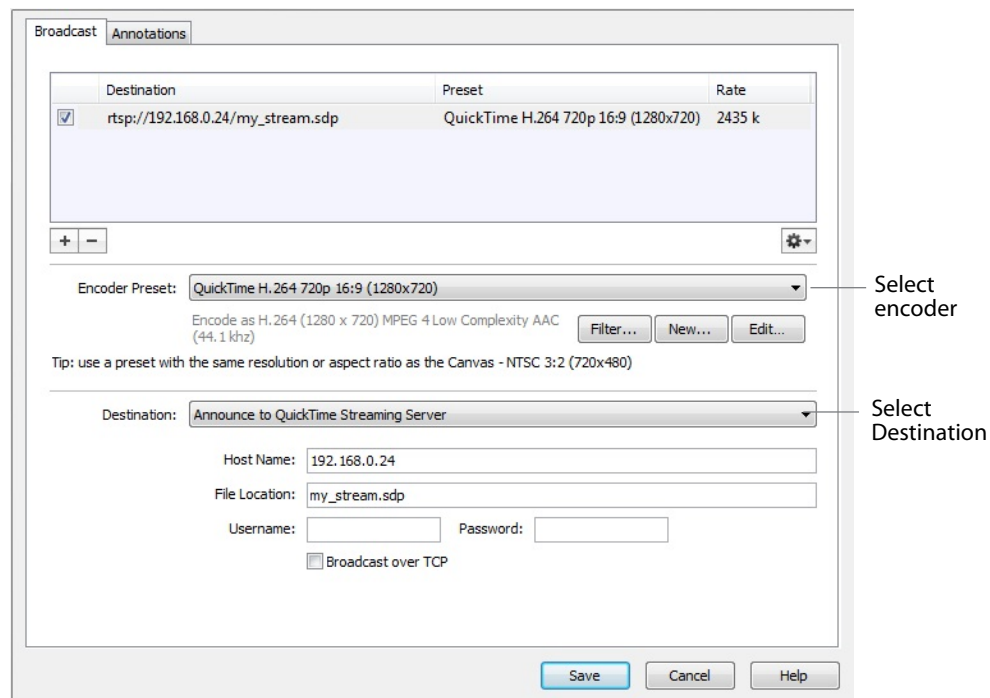 Broadcast Annotations
Destination Preset Rate
rtsp://192.168.0.24/my_stream.sdp QuickTime H.264 720p 16:9 (1280x720) 2435 k
+ −
Encoder Preset: QuickTime H.264 720p 16:9 (1280x720)
Select
encoder
Encode as H.264 (1280 x 720) MPEG 4 Low Complexity AAC
(44.1 khz)
Filter... New... Edit...
Tip: use a preset with the same resolution or aspect ratio as the Canvas - NTSC 3:2 (720x480)
Destination: Announce to QuickTime Streaming Server
Select
Destination
Host Name: 192.168.0.24
File Location: my_stream.sdp
Username: Password:
Broadcast over TCP
Save Cancel Help